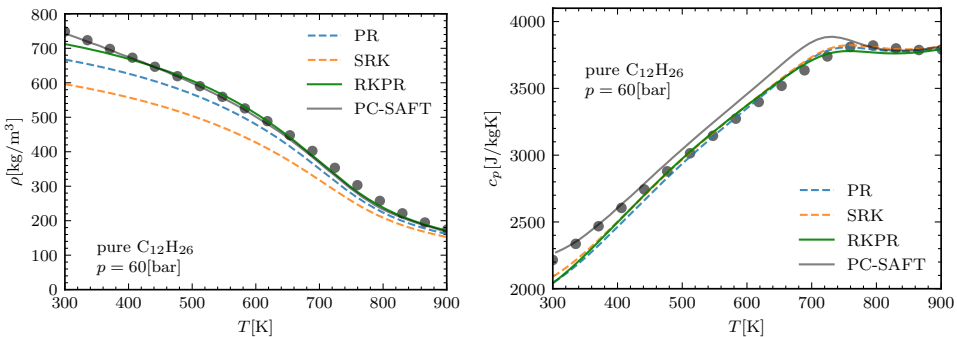 800
700
600
500
400
300
200
100
0
ρ[kg/m³]
PR
SRK
RKPR
PC-SAFT
pure C₁₂H₂₆
p = 60[bar]
300 400 500 600 700 800 900
T[K]
4000
3500
3000
2500
2000
cₚ[J/kgK]
pure C₁₂H₂₆
p = 60[bar]
PR
SRK
RKPR
PC-SAFT
300 400 500 600 700 800 900
T[K]